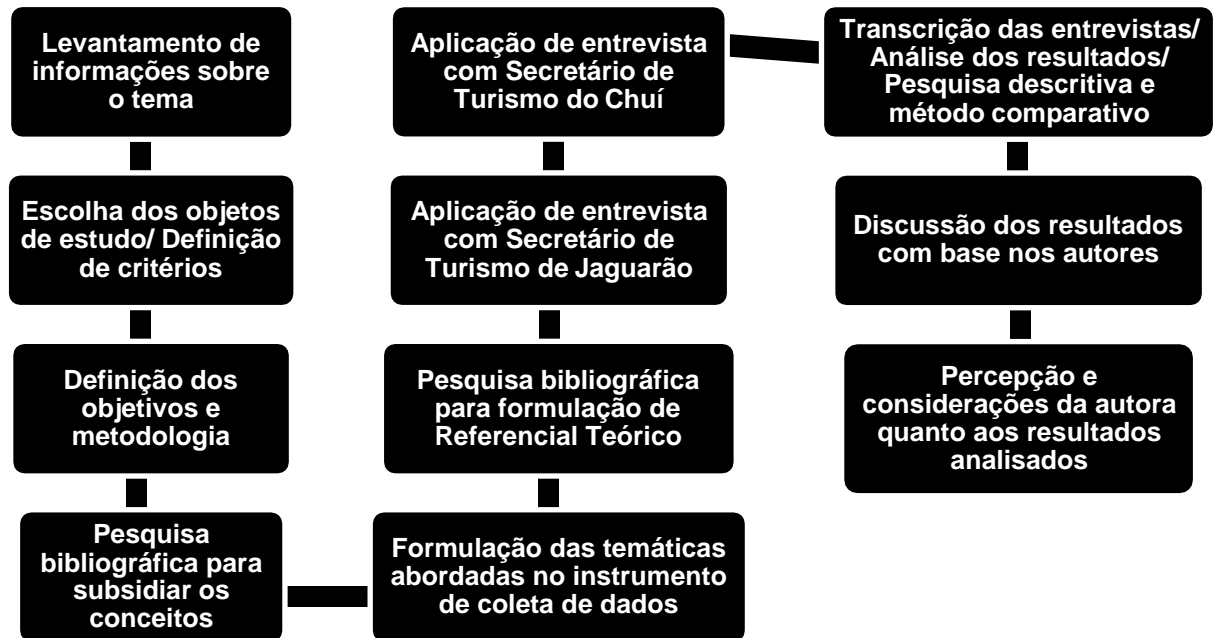 Levantamento de
informações sobre
o tema
Escolha dos objetos
de estudo/ Definição
de critérios
Definição dos
objetivos e
metodologia
Pesquisa
bibliográfica para
subsidiar os
conceitos
Formulação das temáticas
abordadas no instrumento
de coleta de dados
Pesquisa bibliográfica
para formulação de
Referencial Teórico
Aplicação de entrevista
com Secretário de
Turismo de Jaguarão
Aplicação de entrevista
com Secretário de
Turismo do Chuí
Transcrição das entrevistas/
Análise dos resultados/
Pesquisa descritiva e
método comparativo
Discussão dos resultados
com base nos autores
Percepção e
considerações da autora
quanto aos resultados
analisados